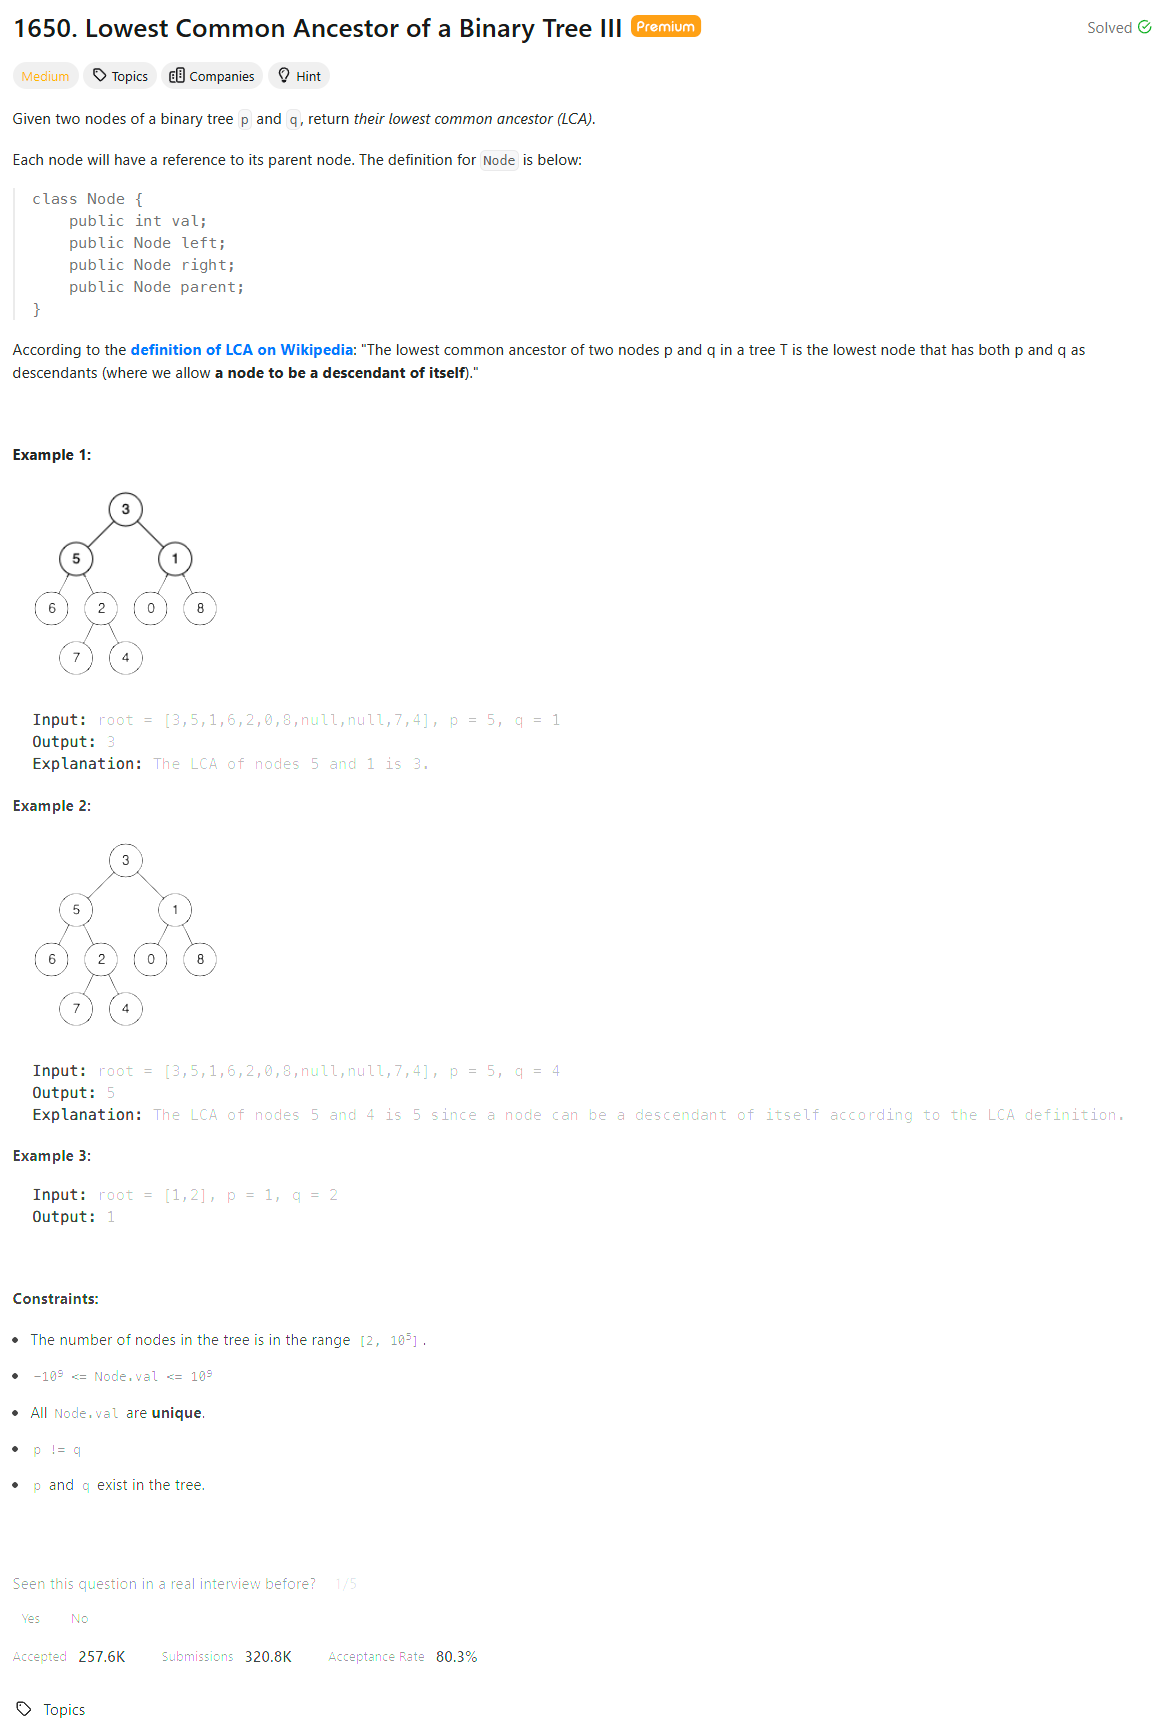 1650. Lowest Common Ancestor of a Binary Tree III Premium Solved
Medium Topics Companies Hint
Given two nodes of a binary tree p and q, return their lowest common ancestor (LCA).
Each node will have a reference to its parent node. The definition for Node is below:
class Node {
    public int val;
    public Node left;
    public Node right;
    public Node parent;
}
According to the definition of LCA on Wikipedia: "The lowest common ancestor of two nodes p and q in a tree T is the lowest node that has both p and q as
descendants (where we allow a node to be a descendant of itself)."
Example 1:
3
5 1
6 2 0 8
7 4
Input: root = [3,5,1,6,2,0,8,null,null,7,4], p = 5, q = 1
Output: 3
Explanation: The LCA of nodes 5 and 1 is 3.
Example 2:
3
5 1
6 2 0 8
7 4
Input: root = [3,5,1,6,2,0,8,null,null,7,4], p = 5, q = 4
Output: 5
Explanation: The LCA of nodes 5 and 4 is 5 since a node can be a descendant of itself according to the LCA definition.
Example 3:
Input: root = [1,2], p = 1, q = 2
Output: 1
Constraints:
• The number of nodes in the tree is in the range [2, 10⁵].
• -10⁹ <= Node.val <= 10⁹
• All Node.val are unique.
• p != q
• p and q exist in the tree.
Seen this question in a real interview before? 1/5
Yes No
Accepted 257.6K Submissions 320.8K Acceptance Rate 80.3%
Topics